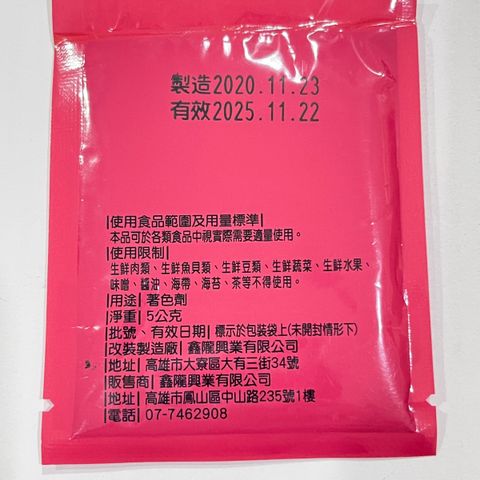 製造2020.11.23
有效2025.11.22
|使用食品範圍及用量標準|
本品可於各類食品中視實際需要適量使用。
|使用限制|
生鮮肉類、生鮮魚貝類、生鮮豆類、生鮮蔬菜、生鮮水果、
味噌、醬油、海帶、海苔、茶等不得使用。
|用途| 著色劑
|淨重| 5公克
|批號、有效日期| 標示於包裝袋上(未開封情形下)
|改裝製造廠| 鑫隴興業有限公司
|地址| 高雄市大寮區大有三街34號
|販售商| 鑫隴興業有限公司
|地址| 高雄市鳳山區中山路235號1樓
|電話| 07-7462908